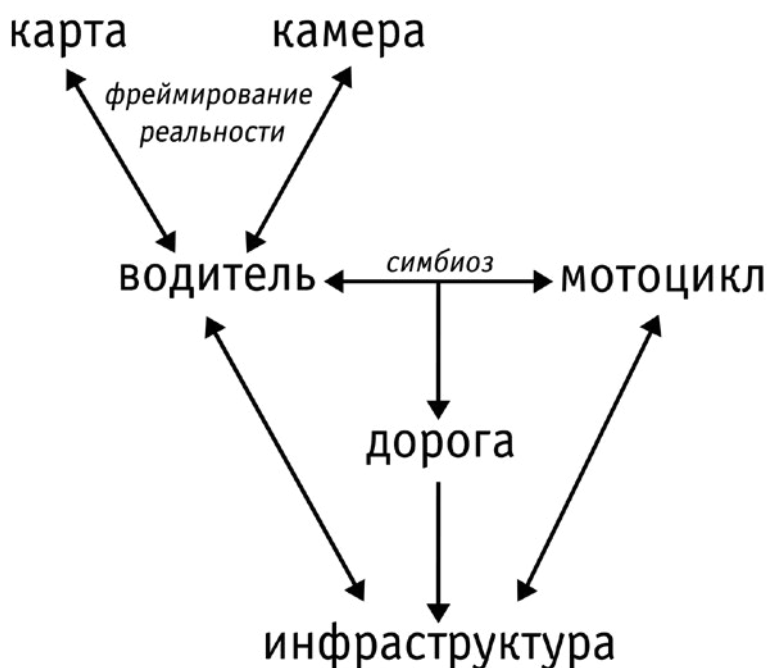 карта камера
фреймирование
реальности
симбиоз
водитель мотоцикл
дорога
инфраструктура